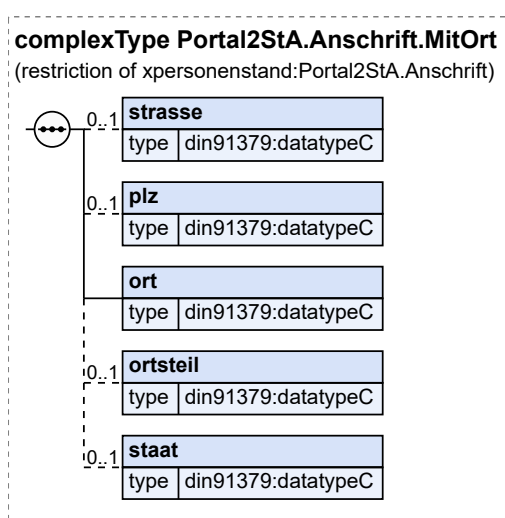 complexType Portal2StA.Anschrift.MitOrt
(restriction of xpersonenstand:Portal2StA.Anschrift)
0..1 strasse
type din91379:datatypeC
0..1 plz
type din91379:datatypeC
ort
type din91379:datatypeC
0..1 ortsteil
type din91379:datatypeC
0..1 staat
type din91379:datatypeC